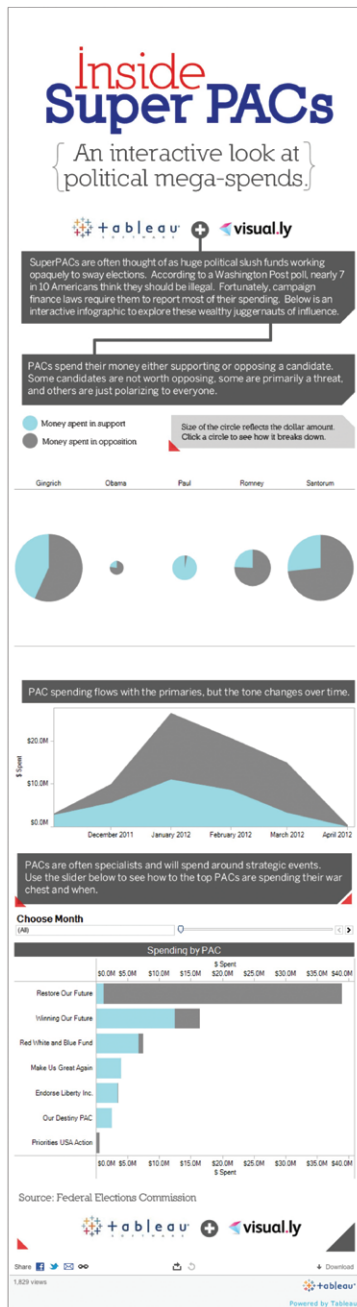 Inside
Super PACs
{ An interactive look at
political mega-spends. }
+ableau
SOFTWARE
visual.ly
SuperPACs are often thought of as huge political slush funds working
opaquely to sway elections. According to a Washington Post poll, nearly 7
in 10 Americans think they should be illegal. Fortunately, campaign
finance laws require them to report most of their spending. Below is an
interactive infographic to explore these wealthy juggernauts of influence.
PACs spend their money either supporting or opposing a candidate.
Some candidates are not worth opposing, some are primarily a threat,
and others are just polarizing to everyone.
Money spent in support
Money spent in opposition
Size of the circle reflects the dollar amount.
Click a circle to see how it breaks down.
Gingrich Obama Paul Romney Santorum
PAC spending flows with the primaries, but the tone changes over time.
$ Spent
$20.0M
$10.0M
$0.0M
December 2011 January 2012 February 2012 March 2012 April 2012
PACs are often specialists and will spend around strategic events.
Use the slider below to see how to the top PACs are spending their war
chest and when.
Choose Month
(All)
Spending by PAC
$ Spent
$0.0M $5.0M $10.0M $15.0M $20.0M $25.0M $30.0M $35.0M $40.0M
Restore Our Future
Winning Our Future
Red White and Blue Fund
Make Us Great Again
Endorse Liberty Inc.
Our Destiny PAC
Priorities USA Action
$0.0M $5.0M $10.0M $15.0M $20.0M $25.0M $30.0M $35.0M $40.0M
$ Spent
Source: Federal Elections Commission
+ableau
SOFTWARE
visual.ly
Share Download
1,829 views
+ableau
Powered by Tableau